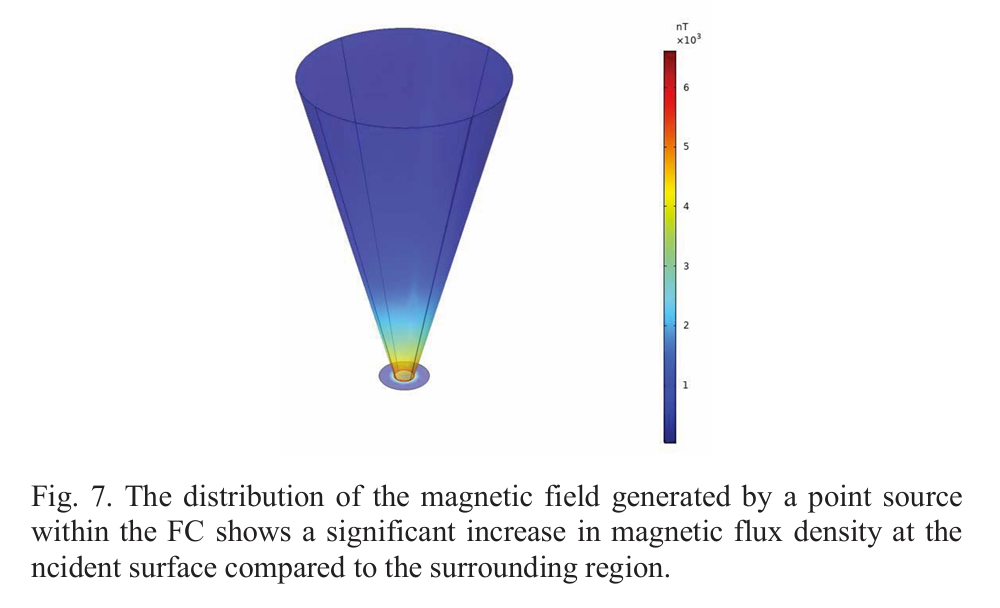 nT
×10³
6
5
4
3
2
1
Fig. 7. The distribution of the magnetic field generated by a point source
within the FC shows a significant increase in magnetic flux density at the
ncident surface compared to the surrounding region.